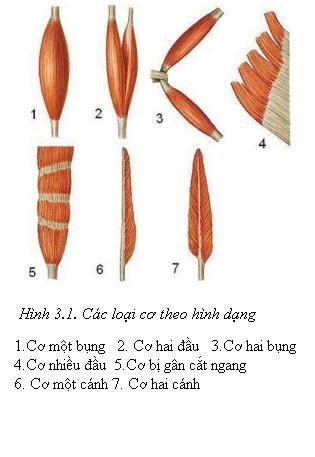 1
2
3
4
5
6
7
Hình 3.1. Các loại cơ theo hình dạng
1.Cơ một bụng 2. Cơ hai đầu 3.Cơ hai bụng
4.Cơ nhiều đầu 5.Cơ bị gân cắt ngang
6. Cơ một cánh 7. Cơ hai cánh